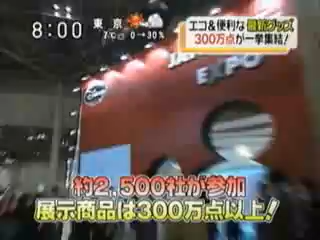 8:00
東京
7℃ 0→30%
エコ&便利な 最新グッズ
300万点が一挙集結!
EXPO
約2,500社が参加
展示商品は300万点以上!